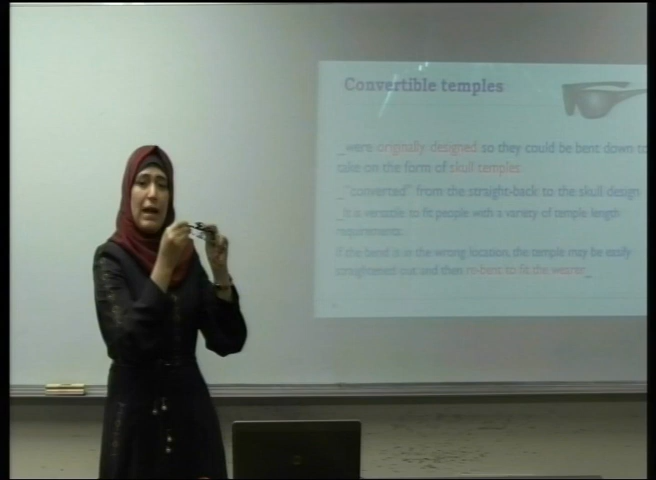 Convertible temples
_were originally designed so they could be bent down to
take on the form of skull temples.
_"converted" from the straight-back to the skull design
_It is versatile to fit people with a variety of temple length
requirements.
If the bend is in the wrong location, the temple may be easily
straightened out and then re-bent to fit the wearer_